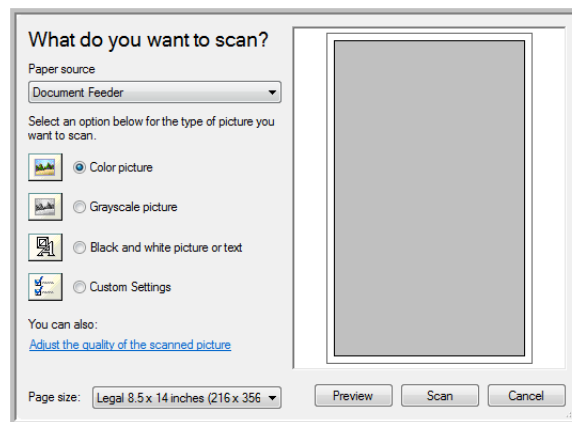 What do you want to scan?
Paper source
Document Feeder
Select an option below for the type of picture you
want to scan.
Color picture
Grayscale picture
Black and white picture or text
Custom Settings
You can also:
Adjust the quality of the scanned picture
Page size: Legal 8.5 x 14 inches (216 x 356
Preview Scan Cancel